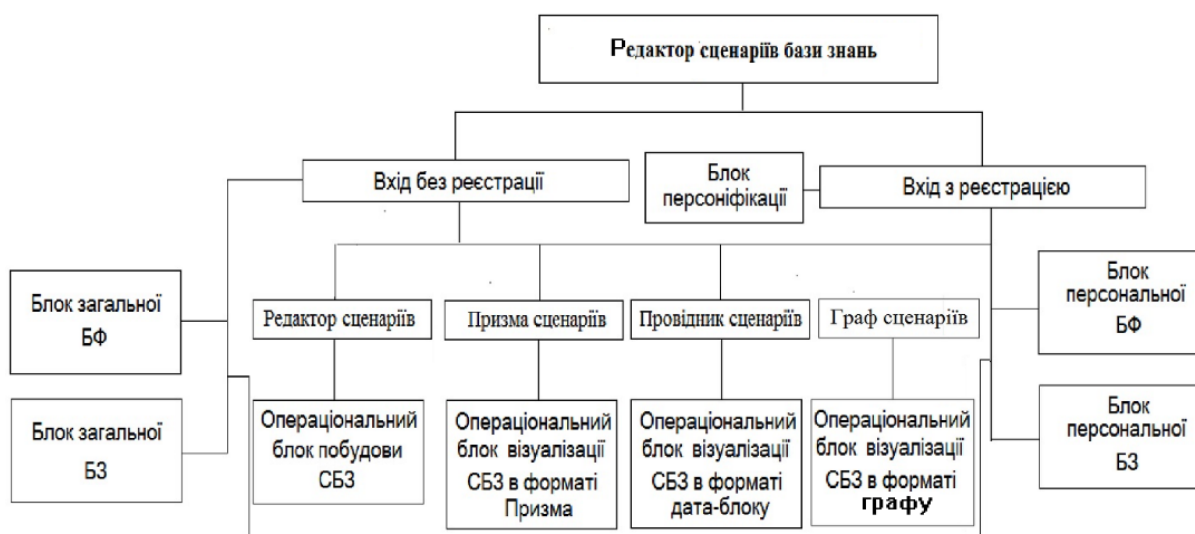 Редактор сценаріїв бази знань
Вхід без реєстрації
Блок
персоніфікації
Вхід з реєстрацією
Блок загальної
БФ
Редактор сценаріїв
Призма сценаріїв
Провідник сценаріїв
Граф сценаріїв
Блок
персональної
БФ
Блок загальної
БЗ
Операціональний
блок побудови
СБЗ
Операціональний
блок візуалізації
СБЗ в форматі
Призма
Операціональний
блок візуалізації
СБЗ в форматі
дата-блоку
Операціональний
блок візуалізації
СБЗ в форматі
графу
Блок
персональної
БЗ